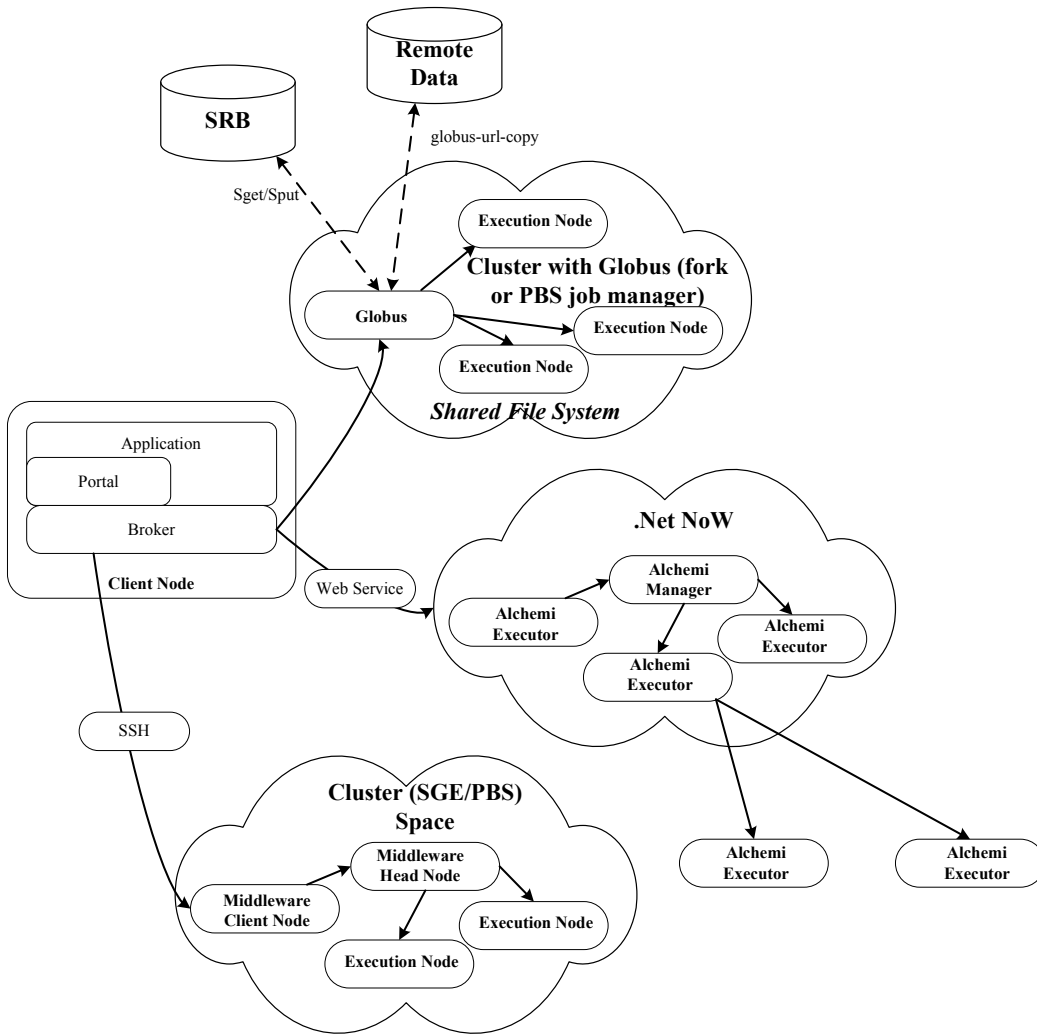 Remote
Data
SRB
globus-url-copy
Sget/Sput
Execution Node
Cluster with Globus (fork
or PBS job manager)
Globus
Execution Node
Execution Node
Shared File System
Application
Portal
Broker
Client Node
.Net NoW
Web Service
Alchemi
Manager
Alchemi
Executor
Alchemi
Executor
Alchemi
Executor
SSH
Cluster (SGE/PBS)
Space
Middleware
Head Node
Middleware
Client Node
Execution Node
Execution Node
Alchemi
Executor
Alchemi
Executor